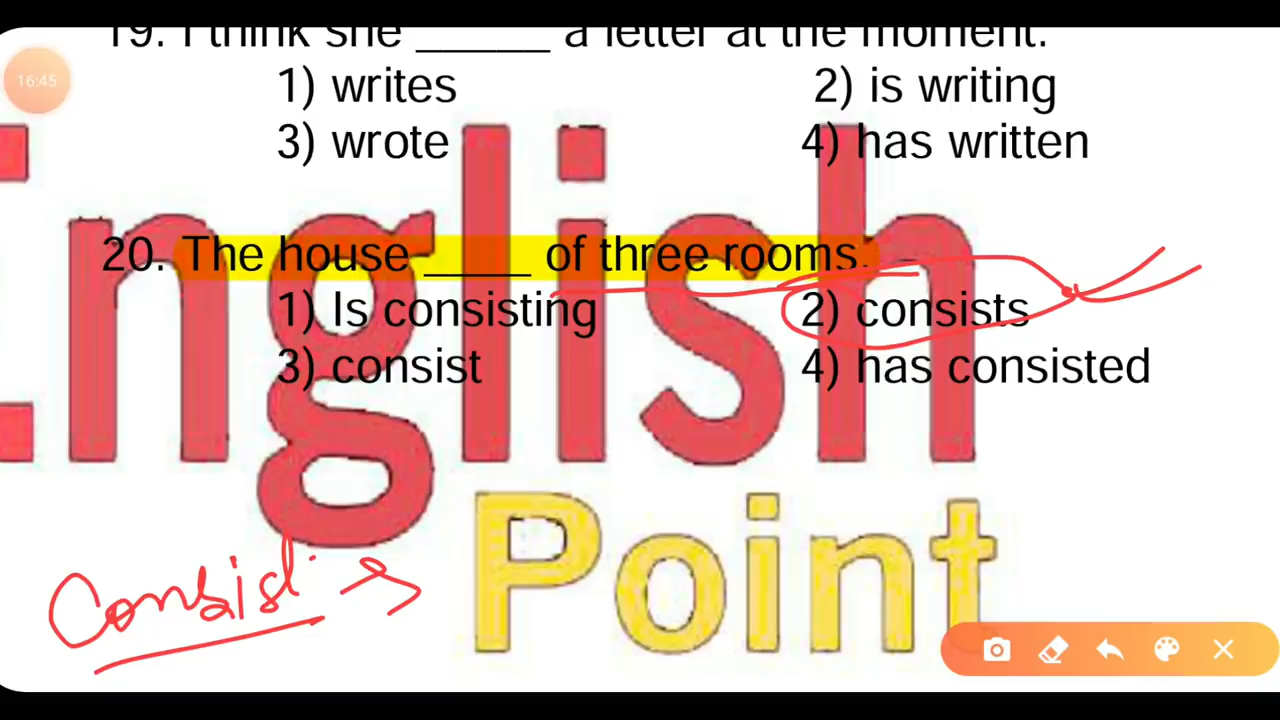 19. I think she _____ a letter at the moment.
16:45
1) writes 2) is writing
3) wrote 4) has written
English
20. The house ____ of three rooms.
1) Is consisting 2) consists
3) consist 4) has consisted
Point
Consist →